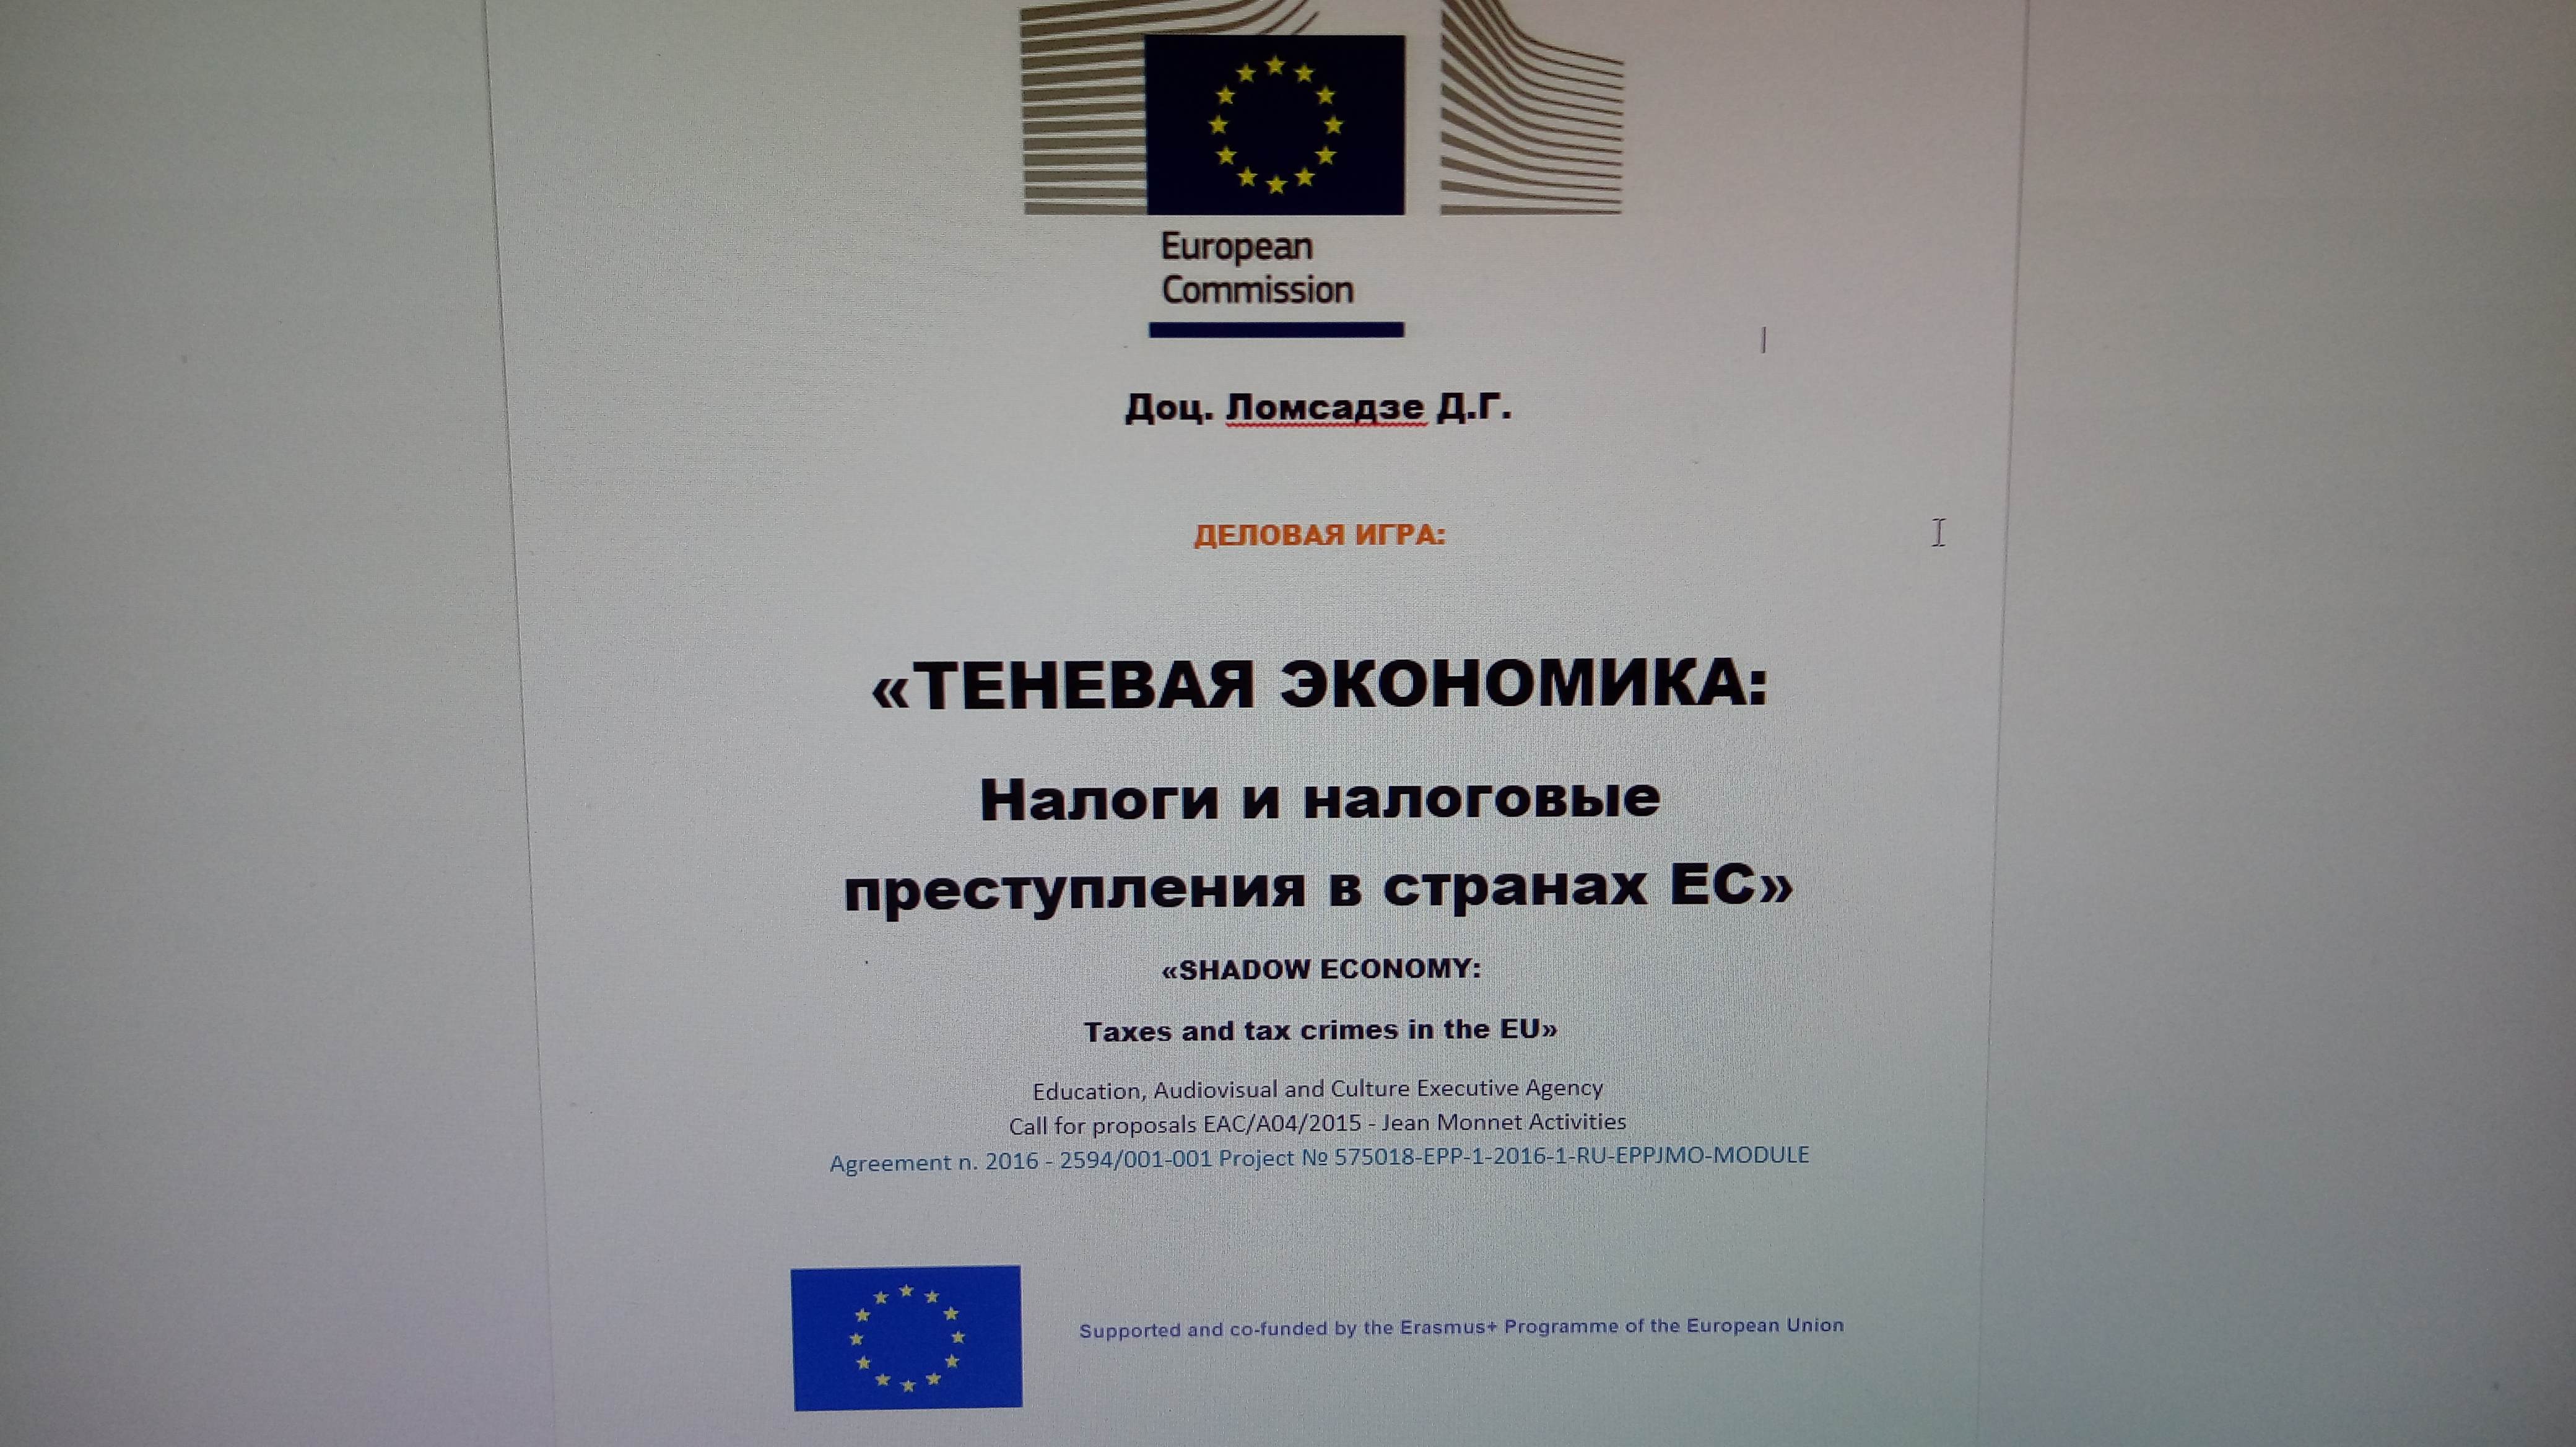 European
Commission
Доц. Ломсадзе Д.Г.
ДЕЛОВАЯ ИГРА:
«ТЕНЕВАЯ ЭКОНОМИКА:
Налоги и налоговые
преступления в странах ЕС»
«SHADOW ECONOMY:
Taxes and tax crimes in the EU»
Education, Audiovisual and Culture Executive Agency
Call for proposals EAC/A04/2015 - Jean Monnet Activities
Agreement n. 2016 - 2594/001-001 Project № 575018-EPP-1-2016-1-RU-EPPJMO-MODULE
Supported and co-funded by the Erasmus+ Programme of the European Union